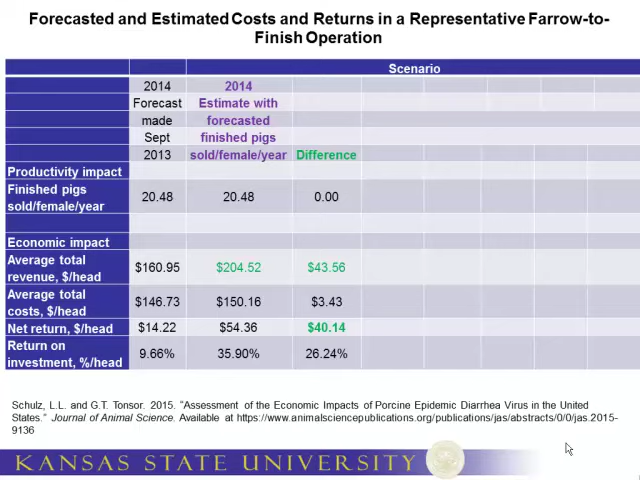 Forecasted and Estimated Costs and Returns in a Representative Farrow-to-
Finish Operation
Scenario
2014 2014
Forecast Estimate with
made forecasted
Sept finished pigs
2013 sold/female/year Difference
Productivity impact
Finished pigs
sold/female/year 20.48 20.48 0.00
Economic impact
Average total
revenue, $/head $160.95 $204.52 $43.56
Average total
costs, $/head $146.73 $150.16 $3.43
Net return, $/head $14.22 $54.36 $40.14
Return on
investment, %/head 9.66% 35.90% 26.24%
Schulz, L.L. and G.T. Tonsor. 2015. "Assessment of the Economic Impacts of Porcine Epidemic Diarrhea Virus in the United
States." Journal of Animal Science. Available at https://www.animalsciencepublications.org/publications/jas/abstracts/0/0/jas.2015-
9136
KANSAS STATE UNIVERSITY